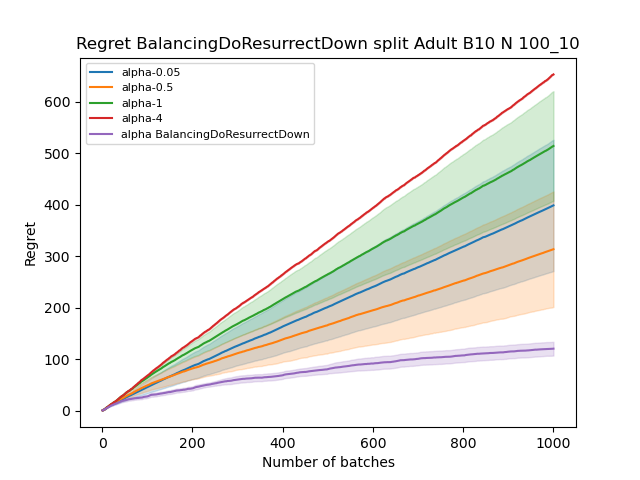 Regret BalancingDoResurrectDown split Adult B10 N 100_10
alpha-0.05
alpha-0.5
alpha-1
alpha-4
alpha BalancingDoResurrectDown
600
500
400
300
200
100
0
Regret
0 200 400 600 800 1000
Number of batches